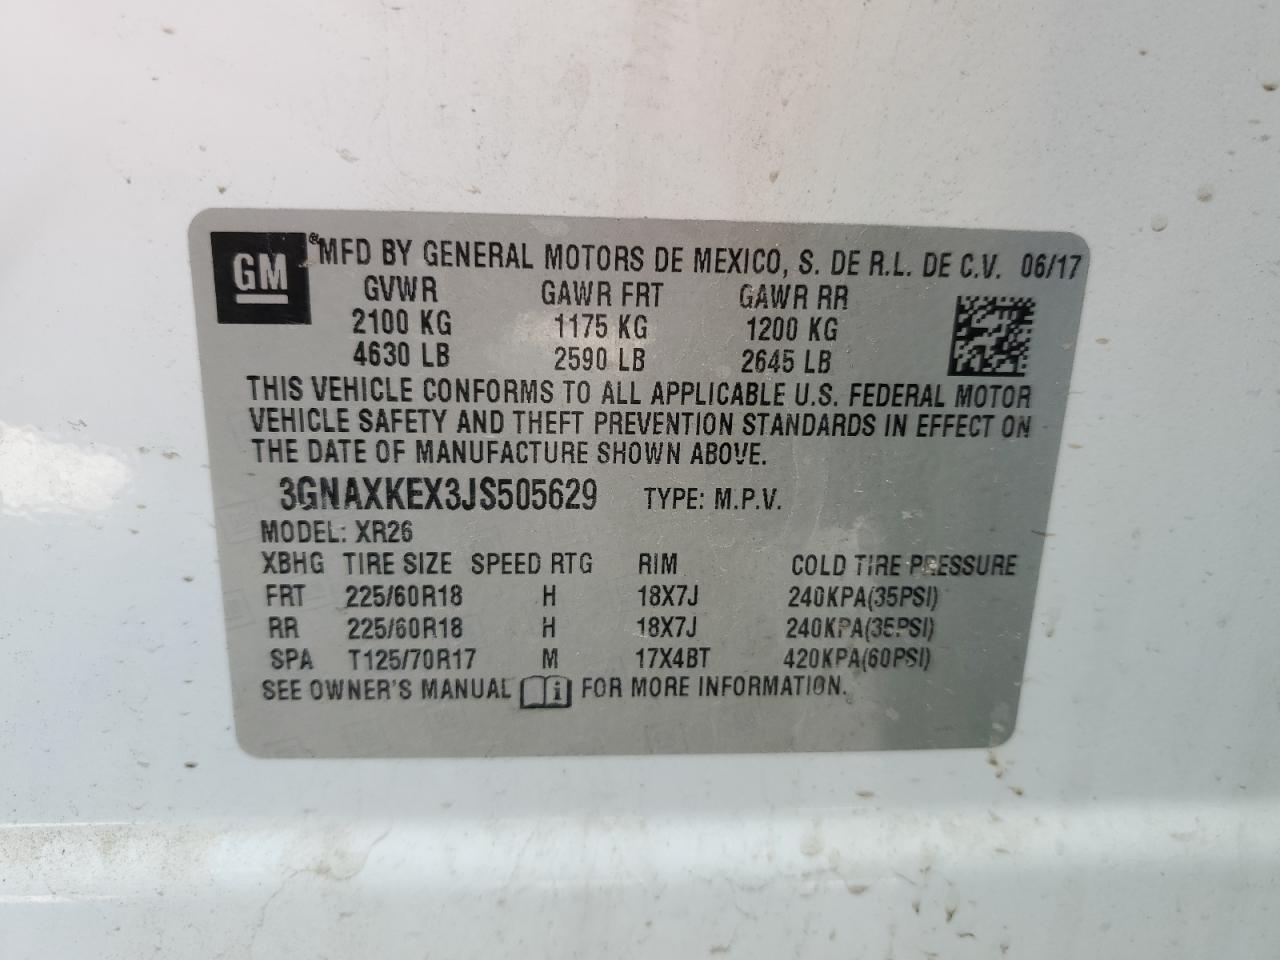 GM
®MFD BY GENERAL MOTORS DE MEXICO, S. DE R.L. DE C.V. 06/17
GVWR GAWR FRT GAWR RR
2100 KG 1175 KG 1200 KG
4630 LB 2590 LB 2645 LB
THIS VEHICLE CONFORMS TO ALL APPLICABLE U.S. FEDERAL MOTOR
VEHICLE SAFETY AND THEFT PREVENTION STANDARDS IN EFFECT ON
THE DATE OF MANUFACTURE SHOWN ABOVE.
3GNAXKEX3JS505629 TYPE: M.P.V.
MODEL: XR26
XBHG TIRE SIZE SPEED RTG RIM COLD TIRE PRESSURE
FRT 225/60R18 H 18X7J 240KPA(35PSI)
RR 225/60R18 H 18X7J 240KPA(35PSI)
SPA T125/70R17 M 17X4BT 420KPA(60PSI)
SEE OWNER'S MANUAL i FOR MORE INFORMATION.